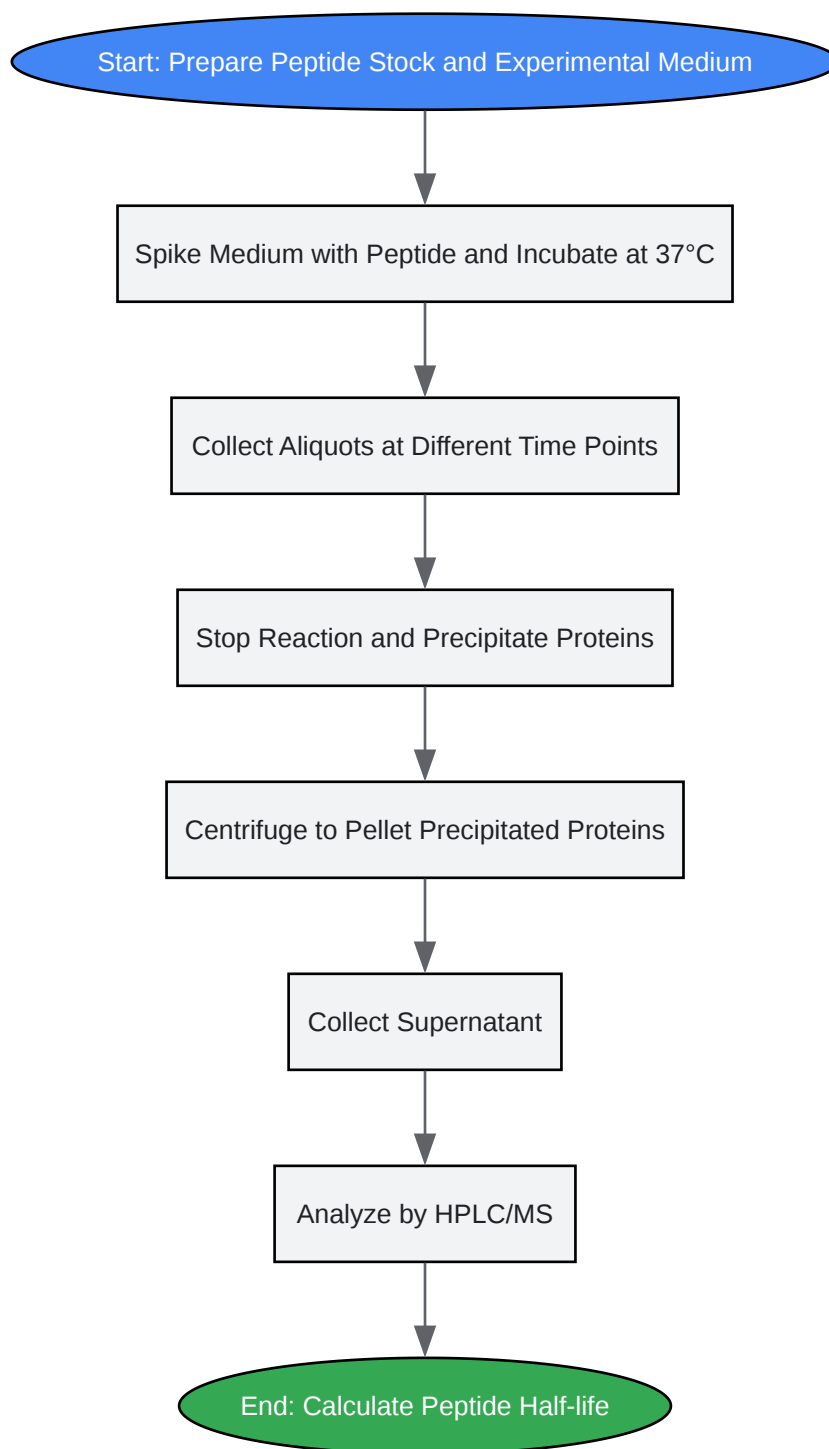 Start: Prepare Peptide Stock and Experimental Medium
Spike Medium with Peptide and Incubate at 37°C
Collect Aliquots at Different Time Points
Stop Reaction and Precipitate Proteins
Centrifuge to Pellet Precipitated Proteins
Collect Supernatant
Analyze by HPLC/MS
End: Calculate Peptide Half-life